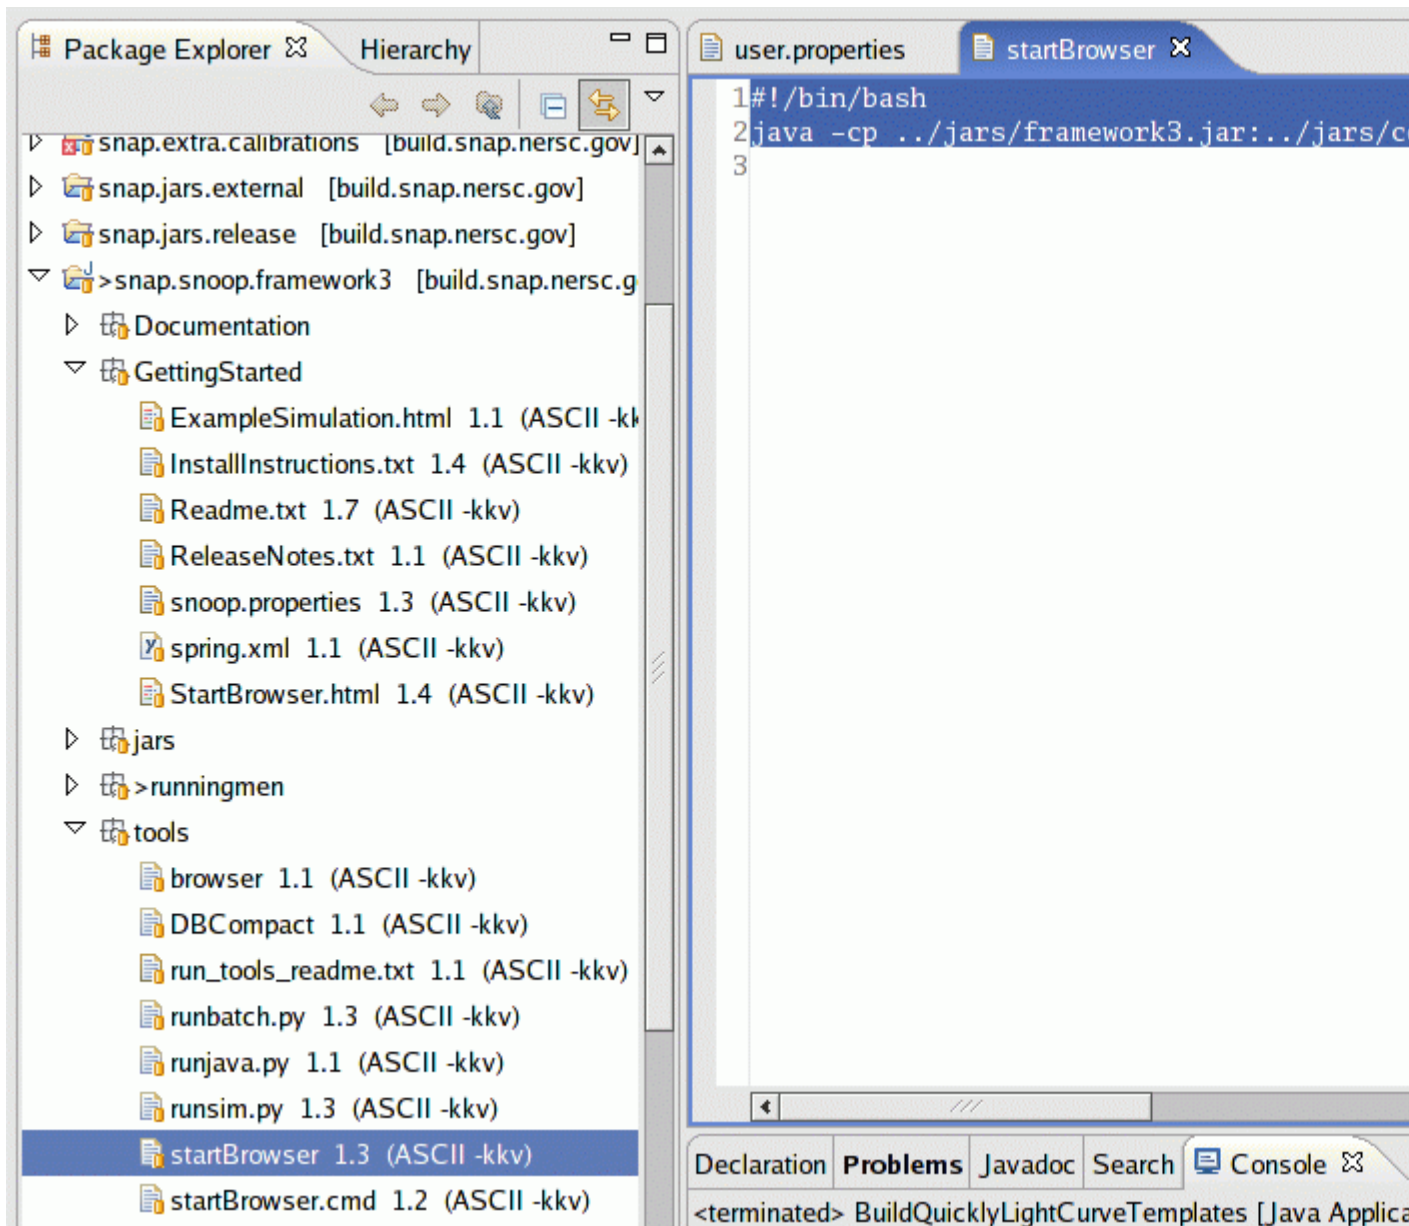 Package Explorer
Hierarchy
snap.extra.calibrations [build.snap.nersc.gov]
snap.jars.external [build.snap.nersc.gov]
snap.jars.release [build.snap.nersc.gov]
>snap.snoop.framework3 [build.snap.nersc.g
Documentation
GettingStarted
ExampleSimulation.html 1.1 (ASCII -kk
InstallInstructions.txt 1.4 (ASCII -kkv)
Readme.txt 1.7 (ASCII -kkv)
ReleaseNotes.txt 1.1 (ASCII -kkv)
snoop.properties 1.3 (ASCII -kkv)
spring.xml 1.1 (ASCII -kkv)
StartBrowser.html 1.4 (ASCII -kkv)
jars
>runningmen
tools
browser 1.1 (ASCII -kkv)
DBCompact 1.1 (ASCII -kkv)
run_tools_readme.txt 1.1 (ASCII -kkv)
runbatch.py 1.3 (ASCII -kkv)
runjava.py 1.1 (ASCII -kkv)
runsim.py 1.3 (ASCII -kkv)
startBrowser 1.3 (ASCII -kkv)
startBrowser.cmd 1.2 (ASCII -kkv)
user.properties
startBrowser
1 #!/bin/bash
2 java -cp ../jars/framework3.jar:../jars/c
3
Declaration Problems Javadoc Search Console
<terminated> BuildQuicklyLightCurveTemplates [Java Applica